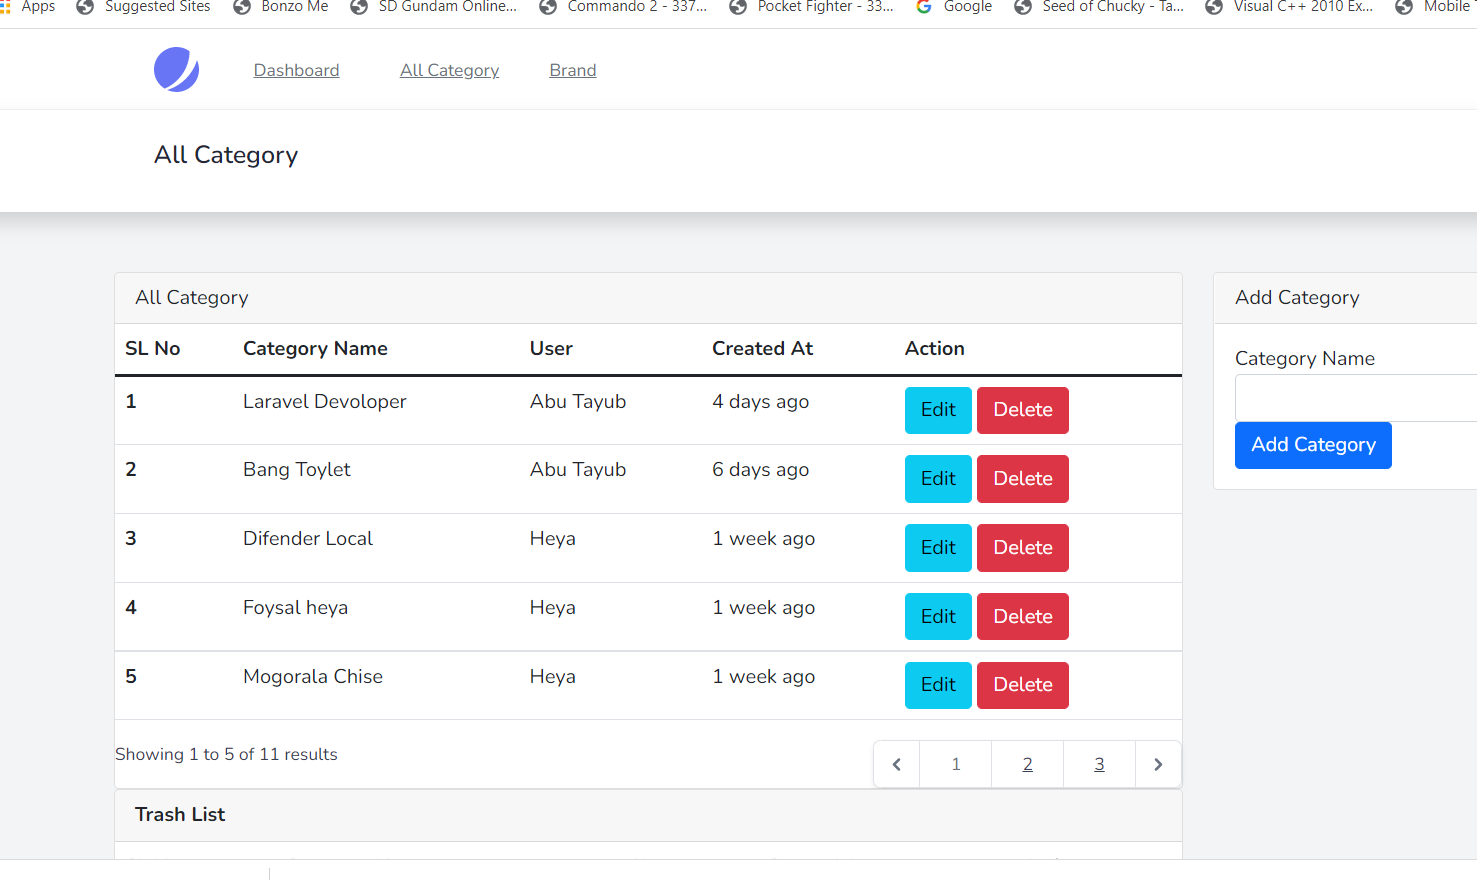 Apps Suggested Sites Bonzo Me SD Gundam Online... Commando 2 - 337... Pocket Fighter - 33... Google Seed of Chucky - Ta... Visual C++ 2010 Ex... Mobile
Dashboard All Category Brand
All Category
All Category
SL No Category Name User Created At Action
1 Laravel Devoloper Abu Tayub 4 days ago Edit Delete
2 Bang Toylet Abu Tayub 6 days ago Edit Delete
3 Difender Local Heya 1 week ago Edit Delete
4 Foysal heya Heya 1 week ago Edit Delete
5 Mogorala Chise Heya 1 week ago Edit Delete
Showing 1 to 5 of 11 results 1 2 3
Trash List
Add Category
Category Name
Add Category